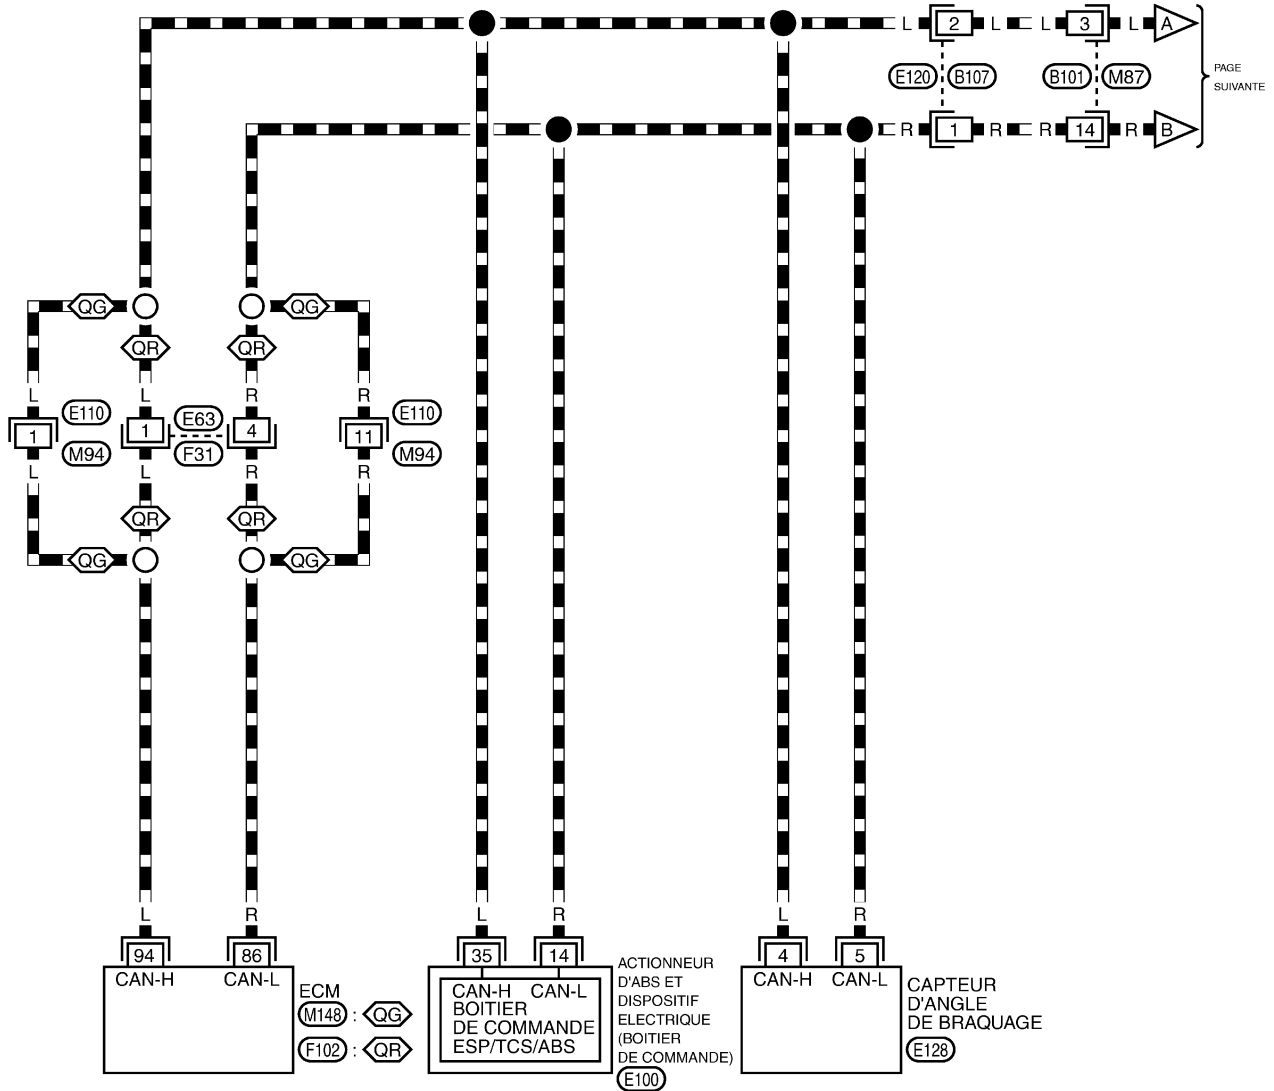 L 2 L L 3 L A
E120 B107 B101 M87
PAGE
SUIVANTE
R 1 R R 14 R B
QG QG
QR QR
L L R R
E110 E63 E110
1 1 4 11
M94 F31 M94
L L R R
QR QR
QG QG
L R L R L R
94 86 35 14 4 5
CAN-H CAN-L
ECM
M148 : QG
F102 : QR
CAN-H CAN-L
BOITIER
DE COMMANDE
ESP/TCS/ABS
ACTIONNEUR
D'ABS ET
DISPOSITIF
ELECTRIQUE
(BOITIER
DE COMMANDE)
E100
CAN-H CAN-L
CAPTEUR
D'ANGLE
DE BRAQUAGE
E128